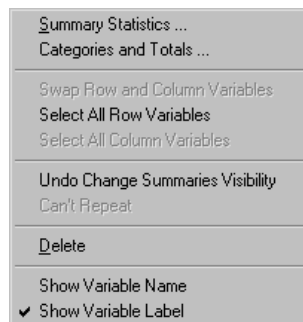 Summary Statistics ...
Categories and Totals ...
Swap Row and Column Variables
Select All Row Variables
Select All Column Variables
Undo Change Summaries Visibility
Can't Repeat
Delete
Show Variable Name
✔ Show Variable Label